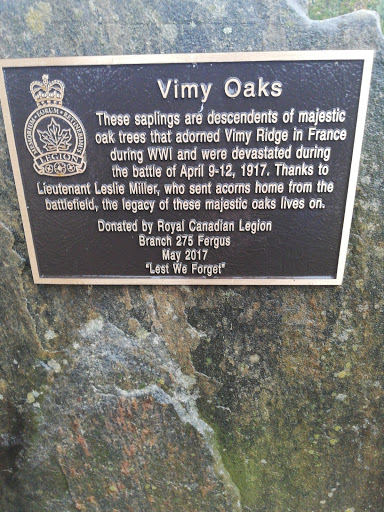 Vimy Oaks
These saplings are descendents of majestic
oak trees that adorned Vimy Ridge in France
during WWI and were devastated during
the battle of April 9-12, 1917. Thanks to
Lieutenant Leslie Miller, who sent acorns home from the
battlefield, the legacy of these majestic oaks lives on.
Donated by Royal Canadian Legion
Branch 275 Fergus
May 2017
"Lest We Forget"
MEMORIAM EORUM RETINEBIMUS
LEGION